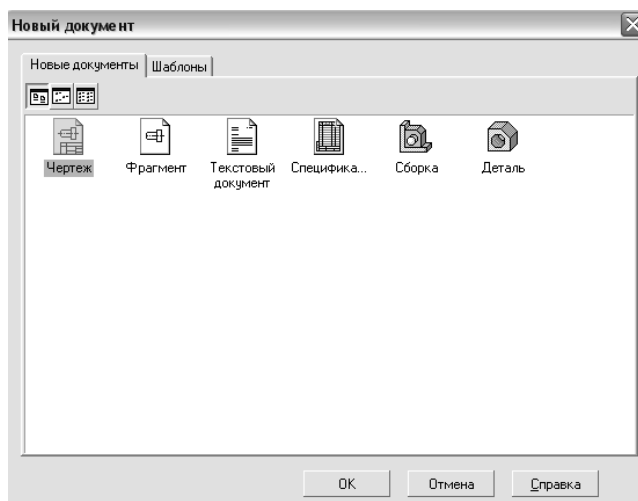 Новый документ
Новые документы Шаблоны
Чертеж Фрагмент Текстовый документ Специфика... Сборка Деталь
OK Отмена Справка